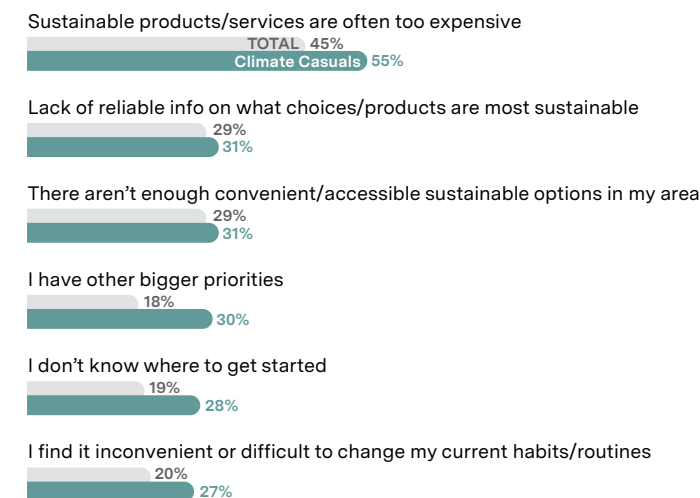 Sustainable products/services are often too expensive
TOTAL 45%
Climate Casuals 55%
Lack of reliable info on what choices/products are most sustainable
29%
31%
There aren’t enough convenient/accessible sustainable options in my area
29%
31%
I have other bigger priorities
18%
30%
I don’t know where to get started
19%
28%
I find it inconvenient or difficult to change my current habits/routines
20%
27%